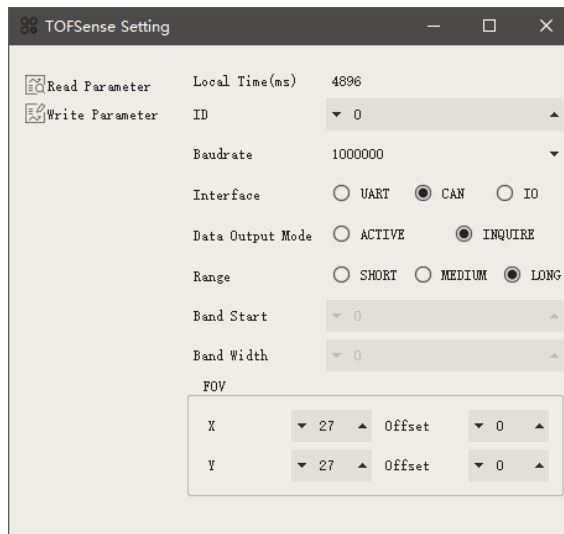 TOFSense Setting
Read Parameter
Write Parameter
Local Time(ms) 4896
ID 0
Baudrate 1000000
Interface UART CAN IO
Data Output Mode ACTIVE INQUIRE
Range SHORT MEDIUM LONG
Band Start 0
Band Width 0
FOV
X 27 Offset 0
Y 27 Offset 0